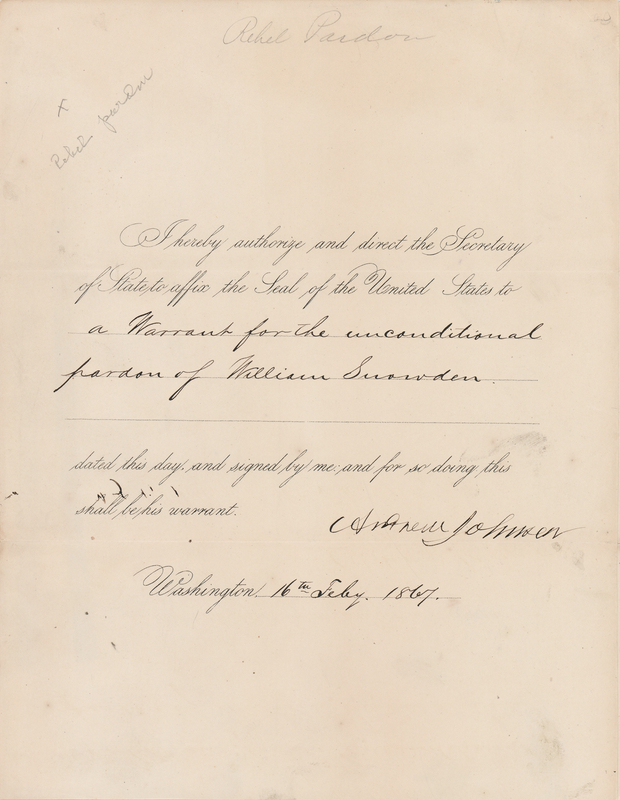 Rebel Pardon
x
Rebel pardon
I hereby authorize and direct the Secretary
of State to affix the Seal of the United States to
a Warrant for the unconditional
pardon of William Snowden.
dated this day, and signed by me; and for so doing this
shall be his warrant.
Andrew Johnson
Washington, 16th Feby. 1867.